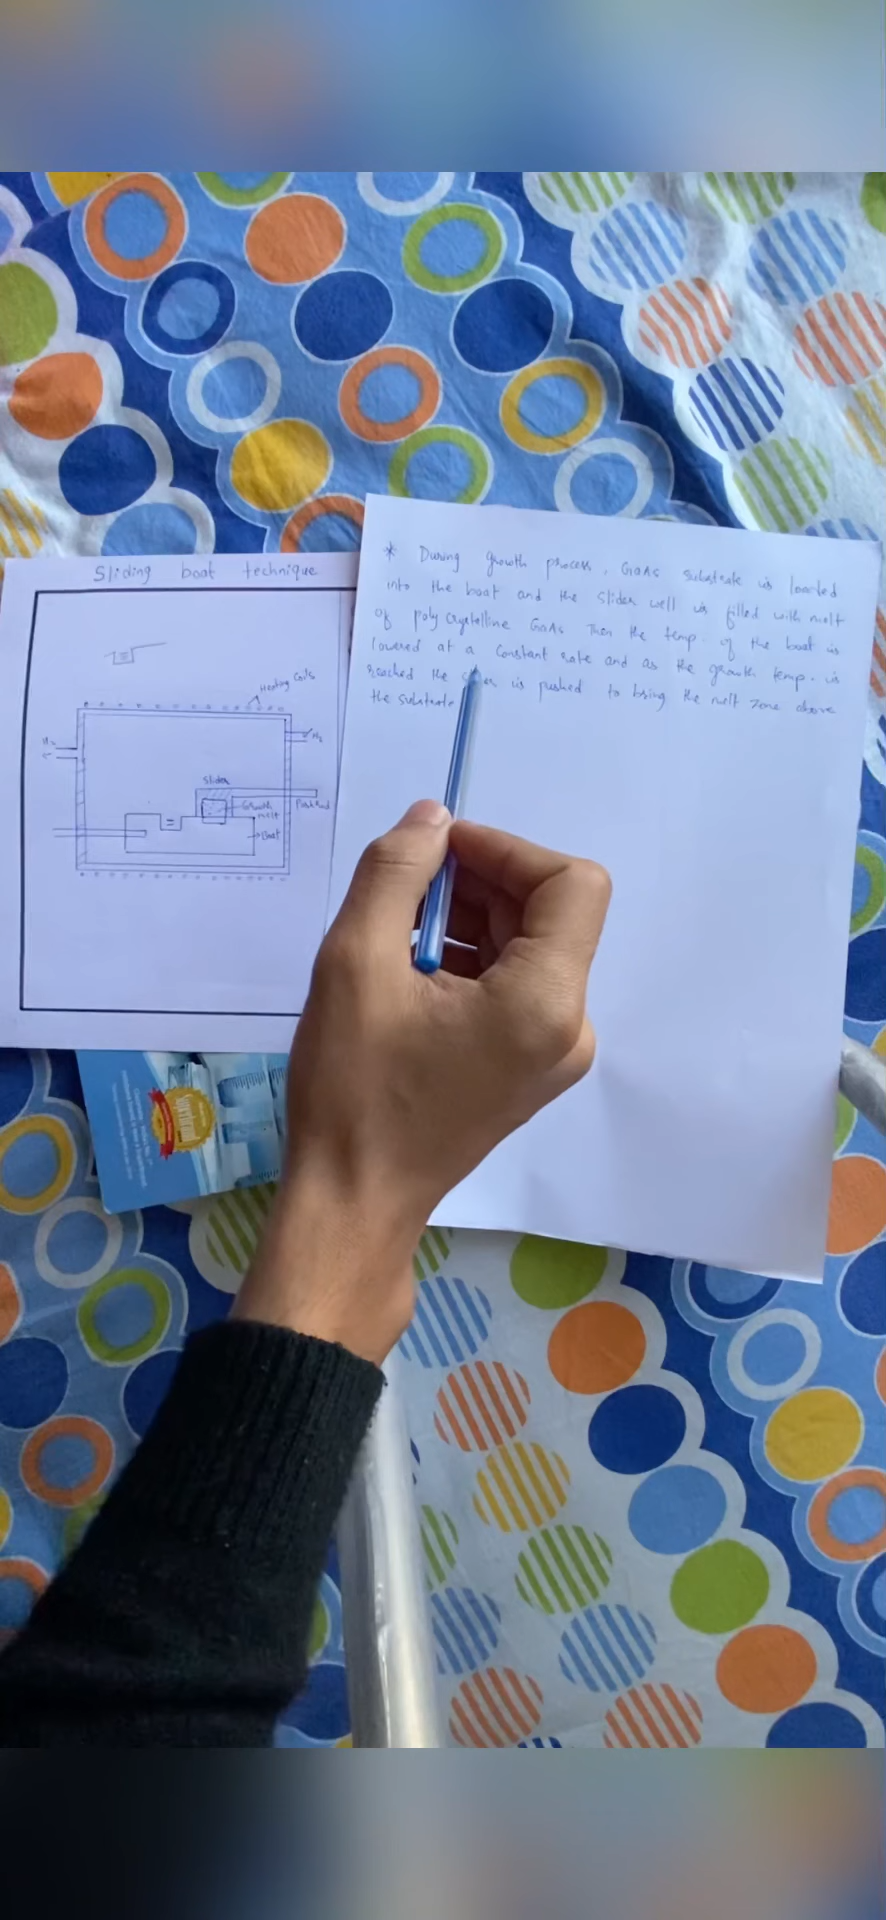 Sliding boat technique
Heating Coils
H₂
N₂
Slider
Growth
melt
Push Rod
Boat
* During growth process, GaAs substrate is loaded
into the boat and the slider well is filled with melt
of poly crystelline GaAs Then the temp. of the boat is
lowered at a constant rate and as the growth temp. is
reached the is pushed to bring the melt zone above
the substrate